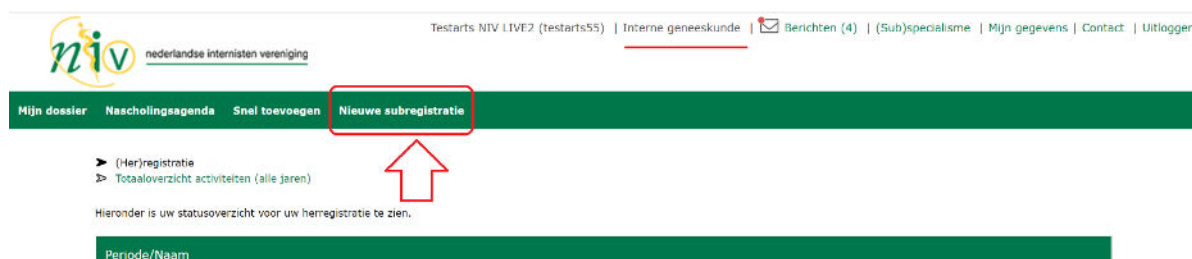 Testarts NIV LIVE2 (testarts55) | Interne geneeskunde | Berichten (4) | (Sub)specialisme | Mijn gegevens | Contact | Uitlogger
niv nederlandse internisten vereniging
Mijn dossier Nascholingsagenda Snel toevoegen Nieuwe subregistratie
(Her)registratie
Totaaloverzicht activiteiten (alle jaren)
Hieronder is uw statusoverzicht voor uw herregistratie te zien.
Periode/Naam